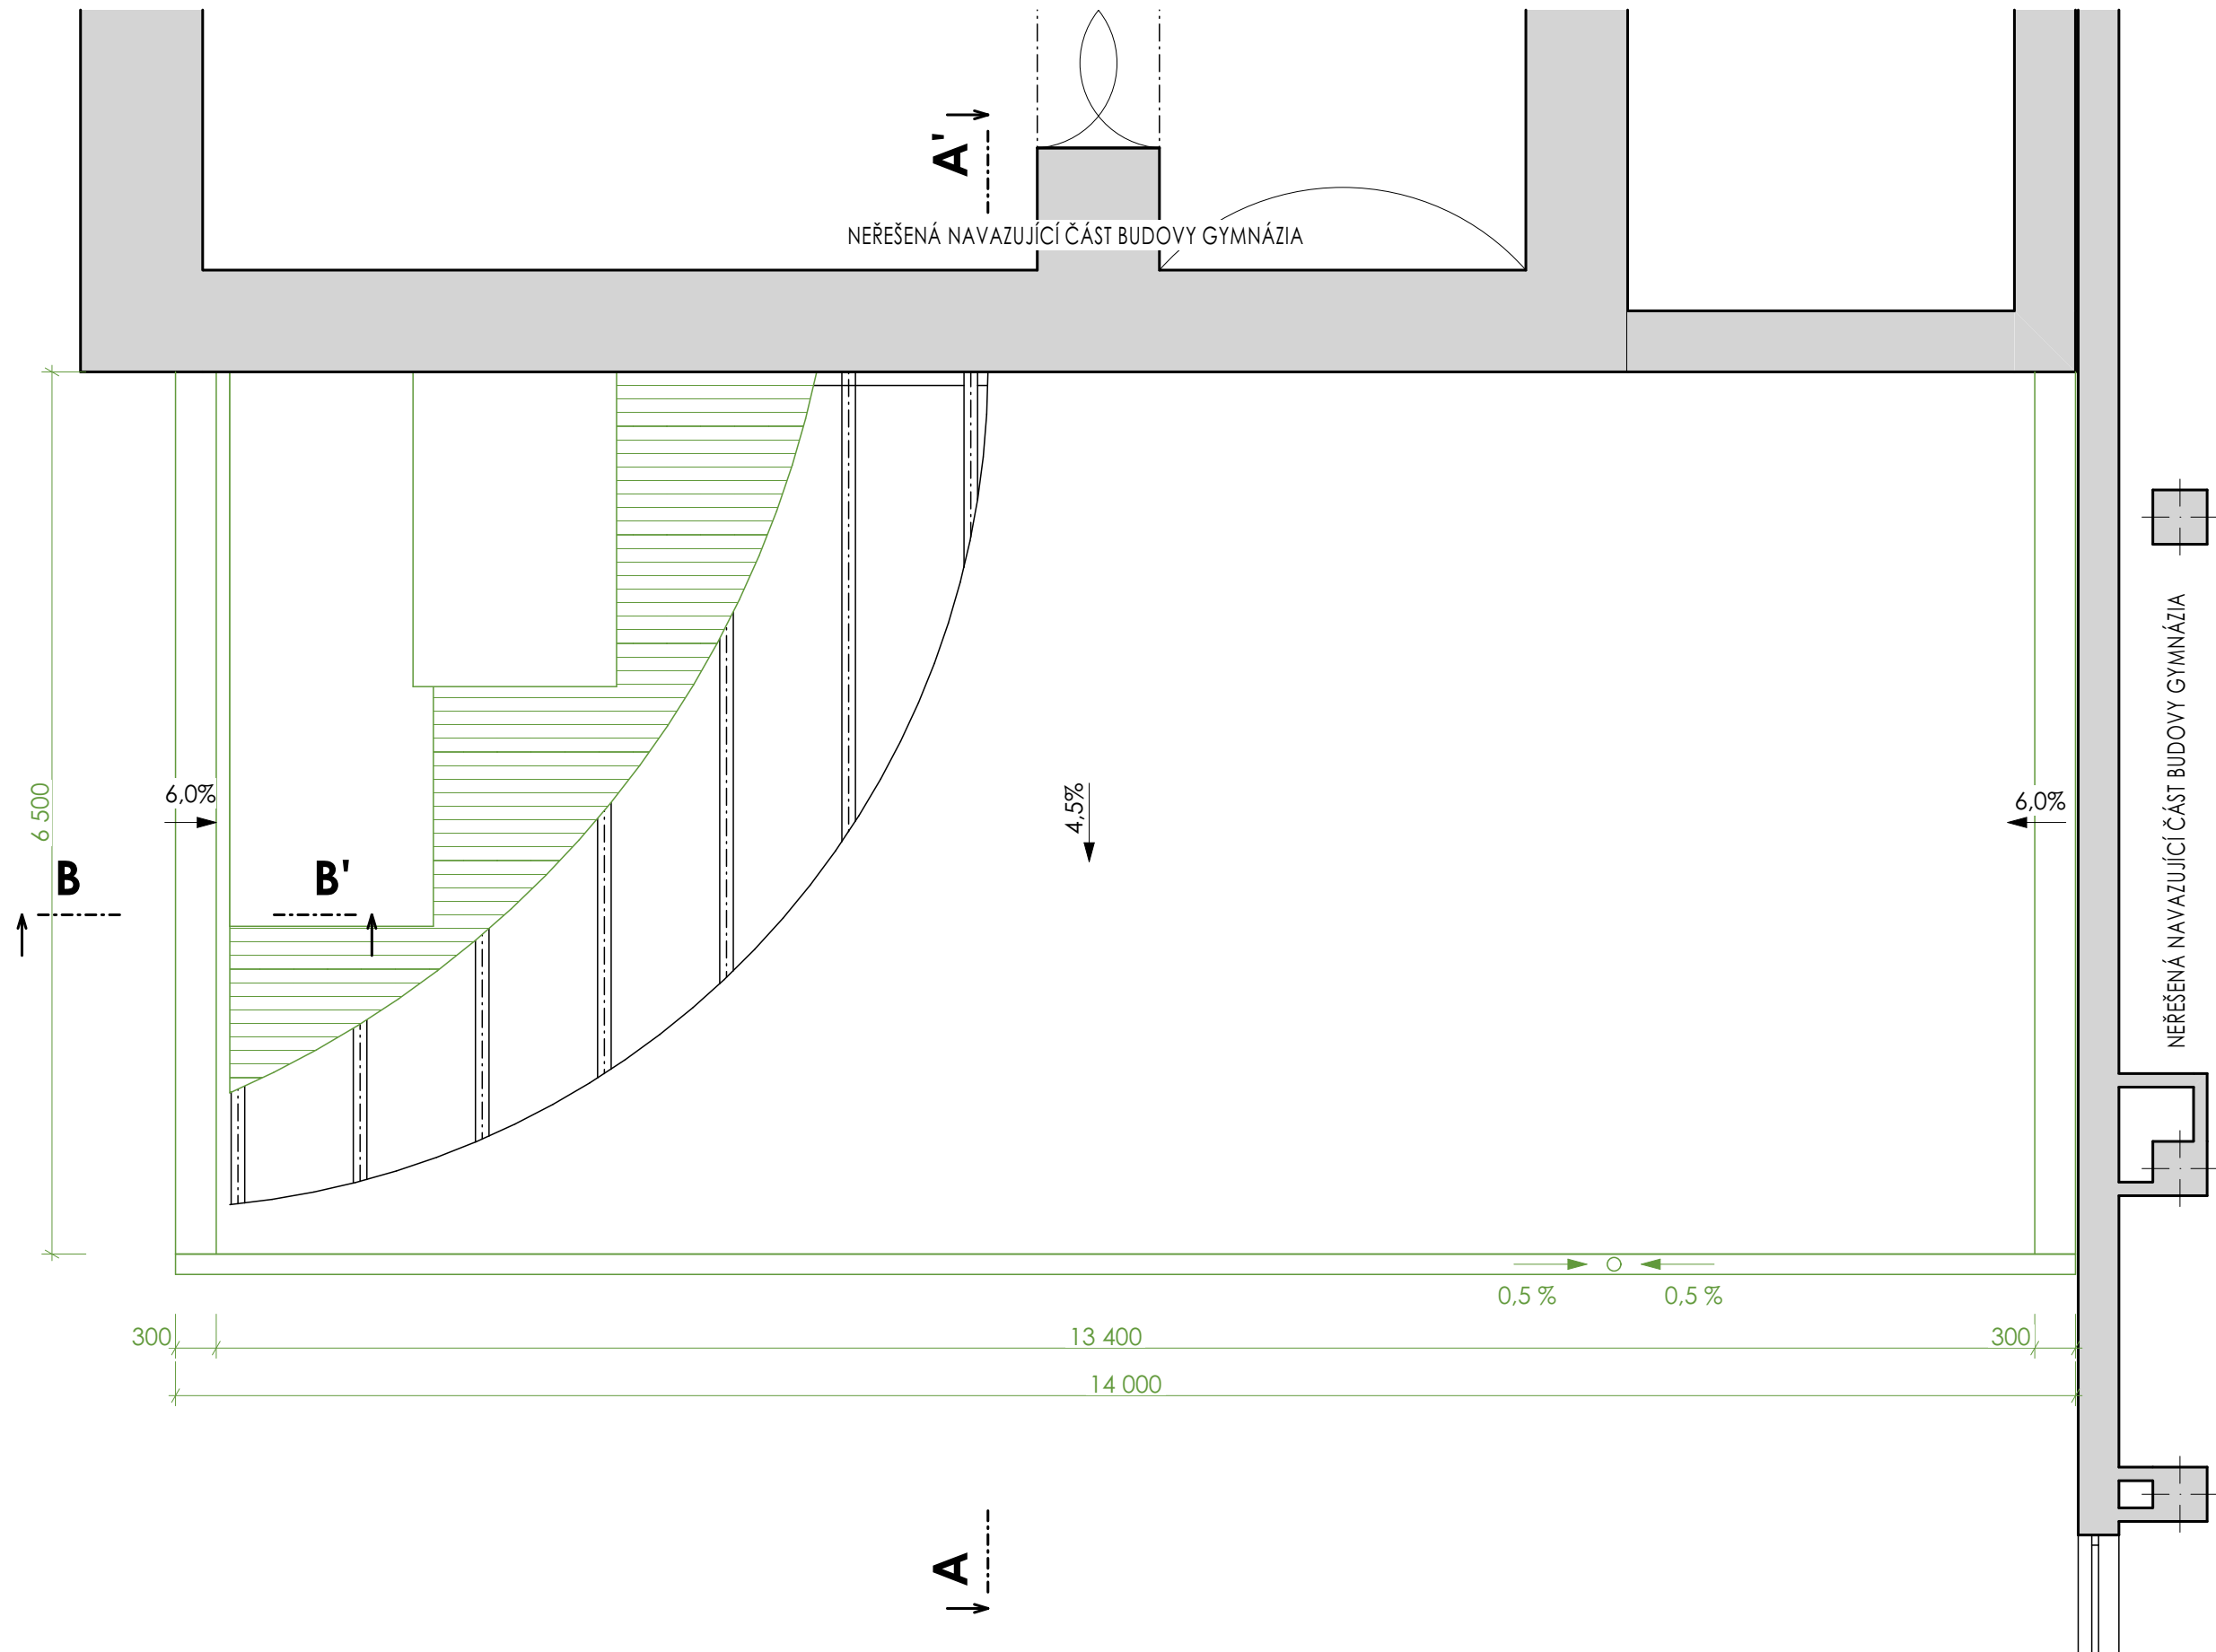 A'
NEŘEŠENÁ NAVAZUJÍCÍ ČÁST BUDOVY GYMNÁZIA
NEŘEŠENÁ NAVAZUJÍCÍ ČÁST BUDOVY GYMNÁZIA
6 500
6,0%
4,5%
6,0%
B
B'
0,5 %
0,5 %
300
13 400
300
14 000
A